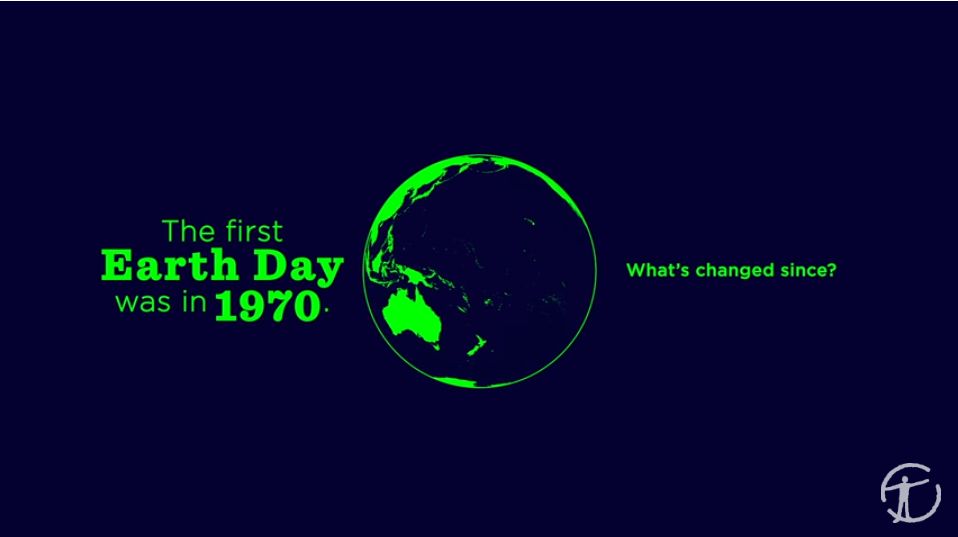 The first
Earth Day
was in 1970.
What's changed since?